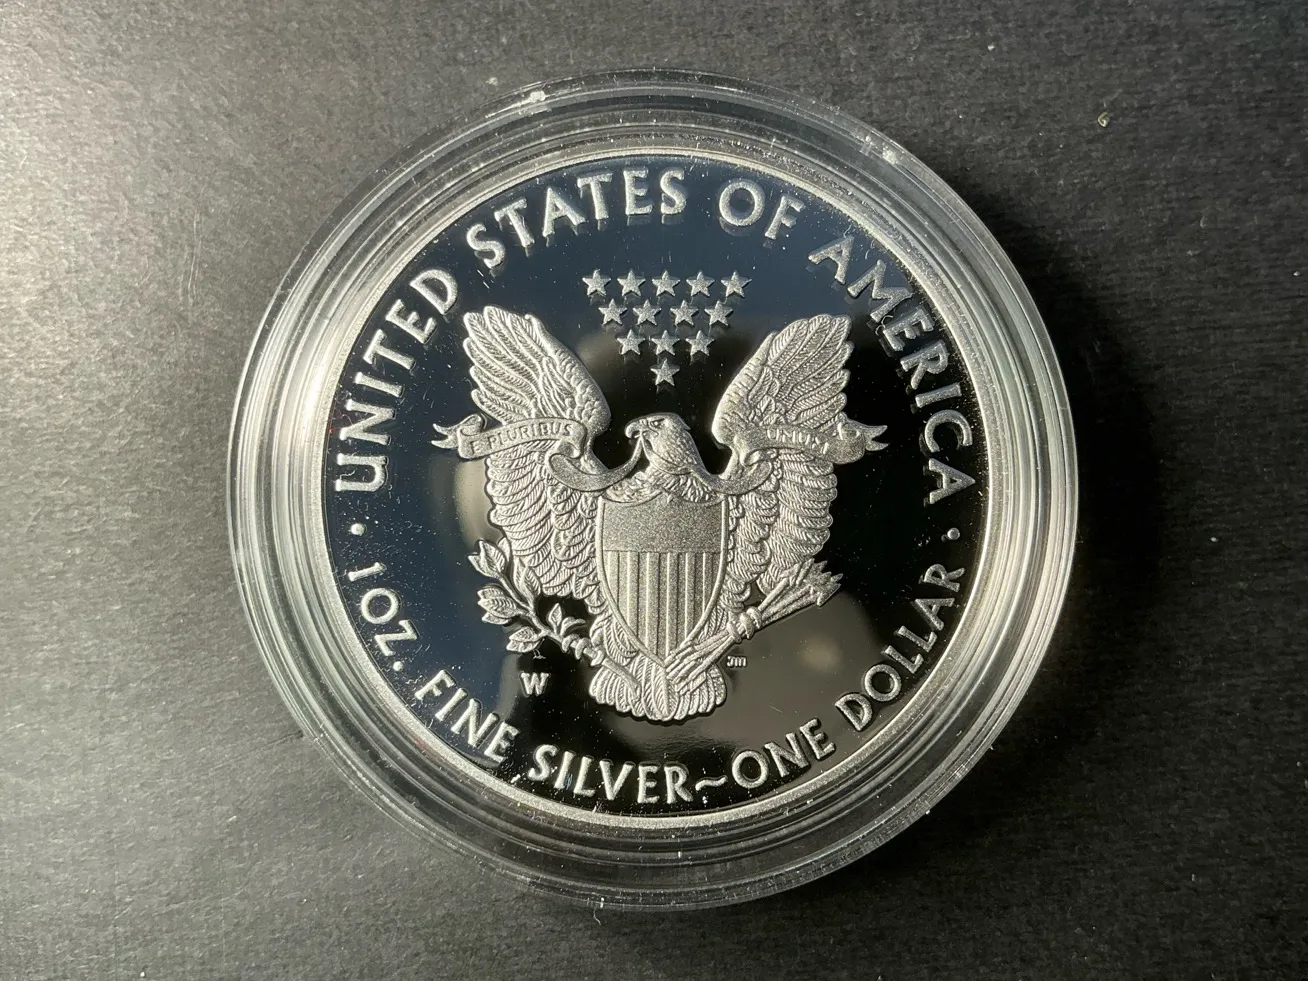 UNITED STATES OF AMERICA
E PLURIBUS UNUM
W
JM
1 OZ. FINE SILVER~ONE DOLLAR